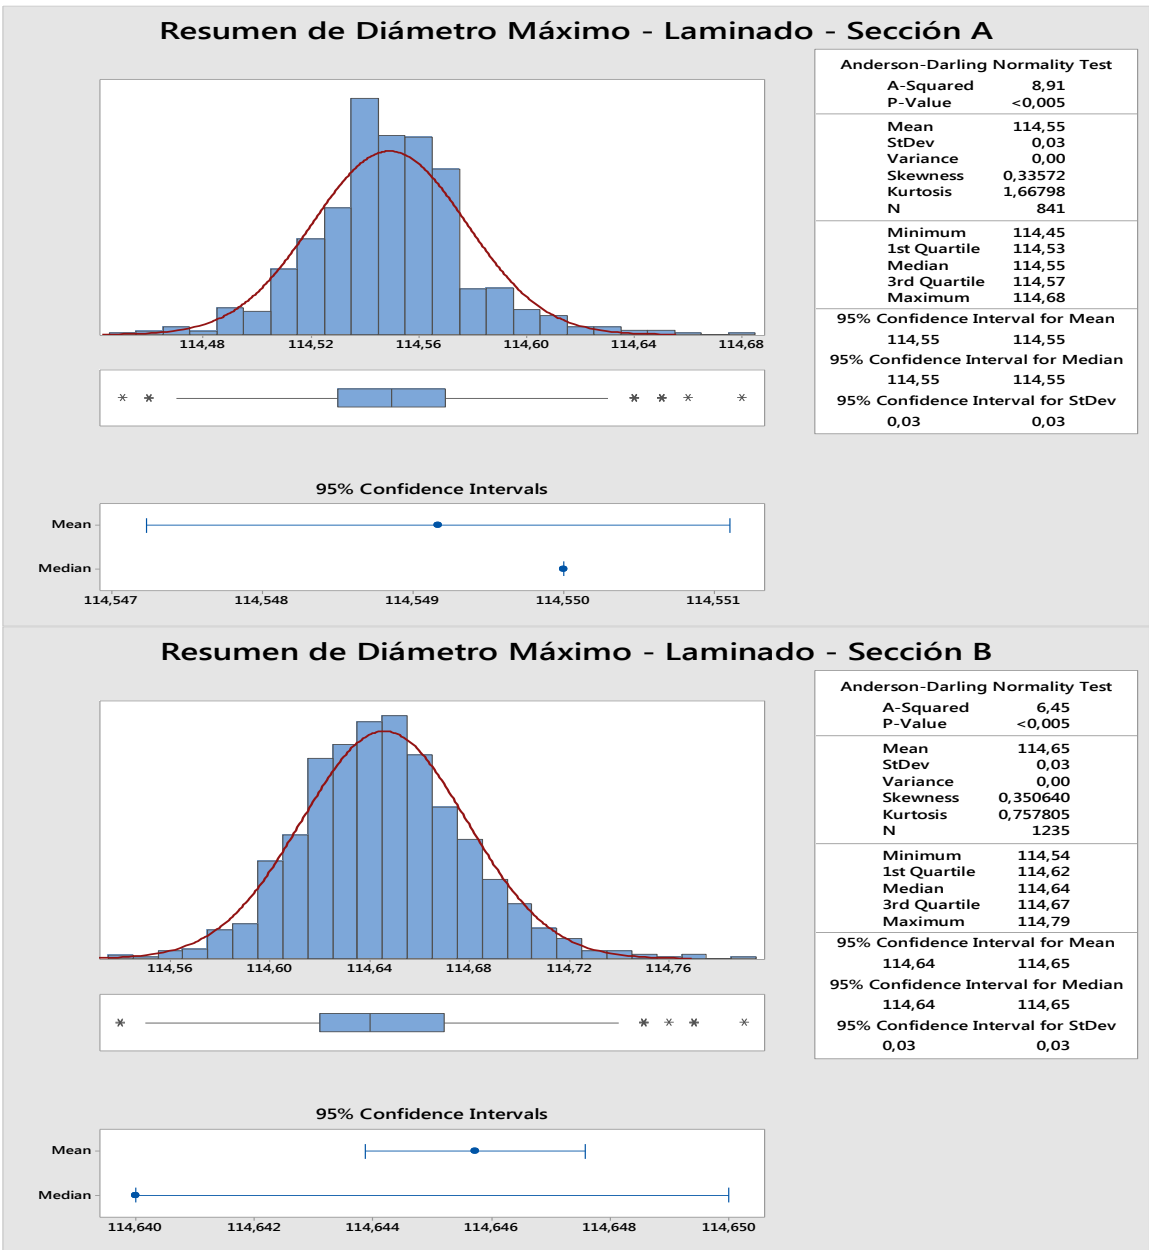 Resumen de Diámetro Máximo - Laminado - Sección A
Anderson-Darling Normality Test
A-Squared 8,91
P-Value <0,005
Mean 114,55
StDev 0,03
Variance 0,00
Skewness 0,33572
Kurtosis 1,66798
N 841
Minimum 114,45
1st Quartile 114,53
Median 114,55
3rd Quartile 114,57
Maximum 114,68
95% Confidence Interval for Mean
114,55 114,55
95% Confidence Interval for Median
114,55 114,55
95% Confidence Interval for StDev
0,03 0,03
114,48 114,52 114,56 114,60 114,64 114,68
95% Confidence Intervals
Mean
Median
114,547 114,548 114,549 114,550 114,551
Resumen de Diámetro Máximo - Laminado - Sección B
Anderson-Darling Normality Test
A-Squared 6,45
P-Value <0,005
Mean 114,65
StDev 0,03
Variance 0,00
Skewness 0,350640
Kurtosis 0,757805
N 1235
Minimum 114,54
1st Quartile 114,62
Median 114,64
3rd Quartile 114,67
Maximum 114,79
95% Confidence Interval for Mean
114,64 114,65
95% Confidence Interval for Median
114,64 114,65
95% Confidence Interval for StDev
0,03 0,03
114,56 114,60 114,64 114,68 114,72 114,76
95% Confidence Intervals
Mean
Median
114,640 114,642 114,644 114,646 114,648 114,650